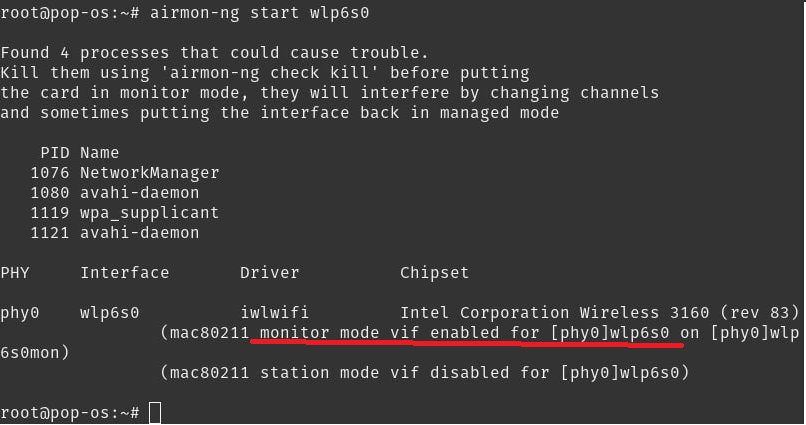 root@pop-os:~# airmon-ng start wlp6s0
Found 4 processes that could cause trouble.
Kill them using 'airmon-ng check kill' before putting
the card in monitor mode, they will interfere by changing channels
and sometimes putting the interface back in managed mode
PID Name
1076 NetworkManager
1080 avahi-daemon
1119 wpa_supplicant
1121 avahi-daemon
PHY Interface Driver Chipset
phy0 wlp6s0 iwlwifi Intel Corporation Wireless 3160 (rev 83)
(mac80211 monitor mode vif enabled for [phy0]wlp6s0 on [phy0]wlp
6s0mon)
(mac80211 station mode vif disabled for [phy0]wlp6s0)
root@pop-os:~#